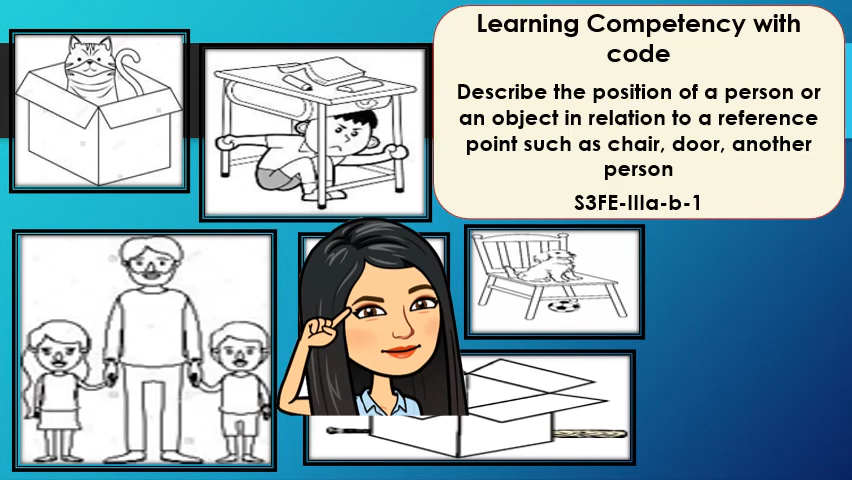 Learning Competency with
code
Describe the position of a person or
an object in relation to a reference
point such as chair, door, another
person
S3FE-IIIa-b-1